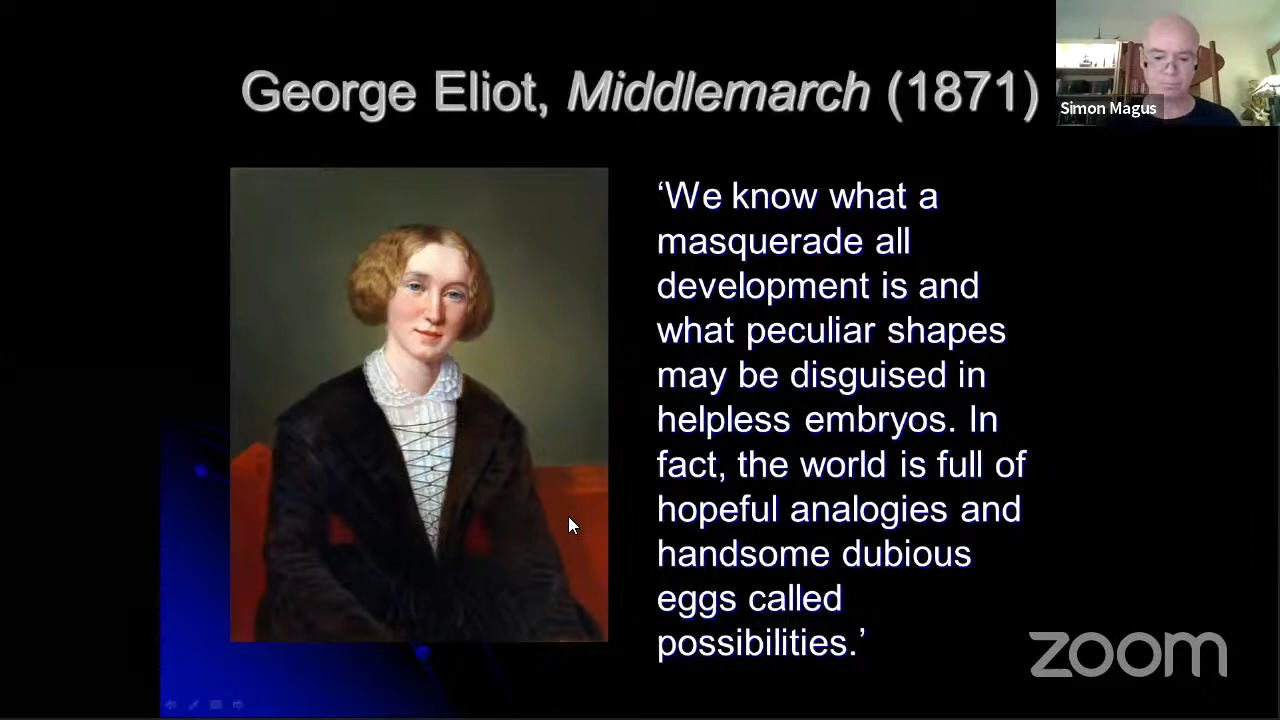 George Eliot, Middlemarch (1871)
Simon Magus
‘We know what a
masquerade all
development is and
what peculiar shapes
may be disguised in
helpless embryos. In
fact, the world is full of
hopeful analogies and
handsome dubious
eggs called
possibilities.’
zoom